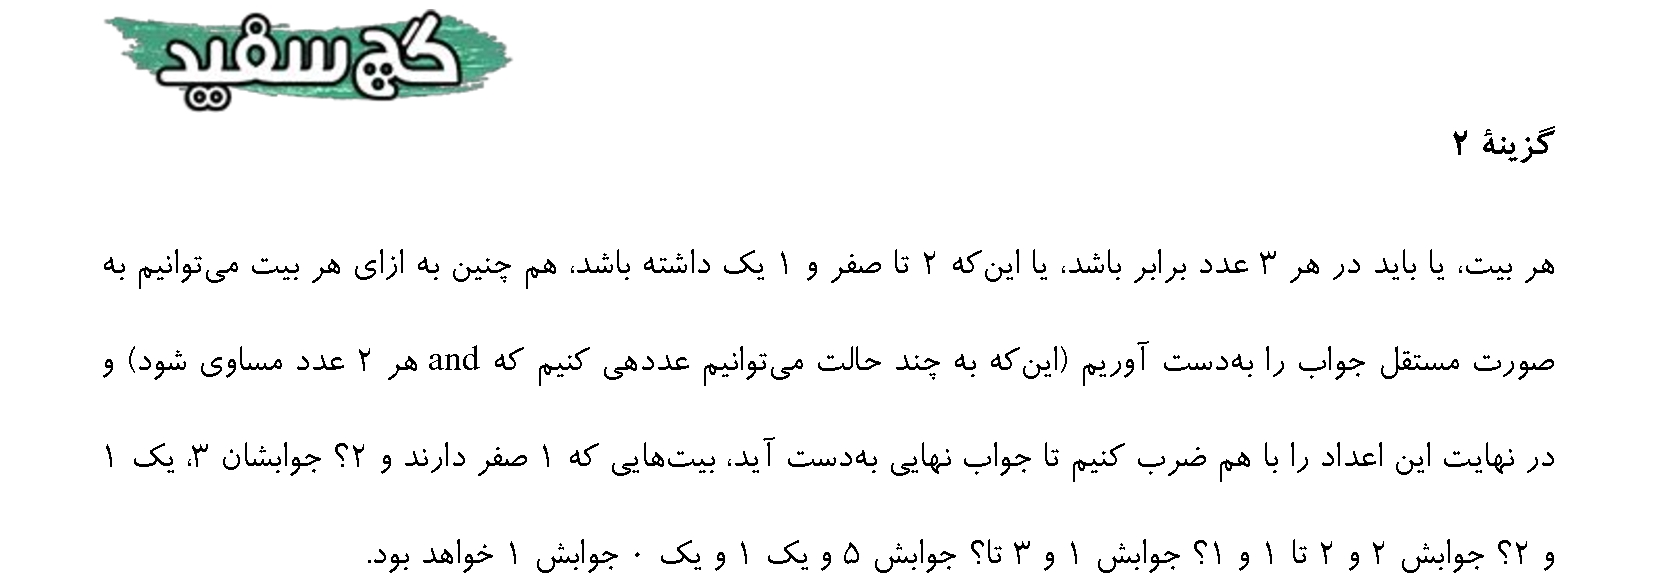 گچ سفید
گزینهٔ ۲
هر بیت، یا باید در هر ۳ عدد برابر باشد، یا این‌که ۲ تا صفر و ۱ یک داشته باشد، هم چنین به ازای هر بیت می‌توانیم به
صورت مستقل جواب را به‌دست آوریم (این‌که به چند حالت می‌توانیم عددهی کنیم که and هر ۲ عدد مساوی شود) و
در نهایت این اعداد را با هم ضرب کنیم تا جواب نهایی به‌دست آید، بیت‌هایی که ۱ صفر دارند و ۲؟ جوابشان ۳، یک ۱
و ۲؟ جوابش ۲ و ۲ تا ۱ و ۱؟ جوابش ۱ و ۳ تا؟ جوابش ۵ و یک ۱ و یک ۰ جوابش ۱ خواهد بود.